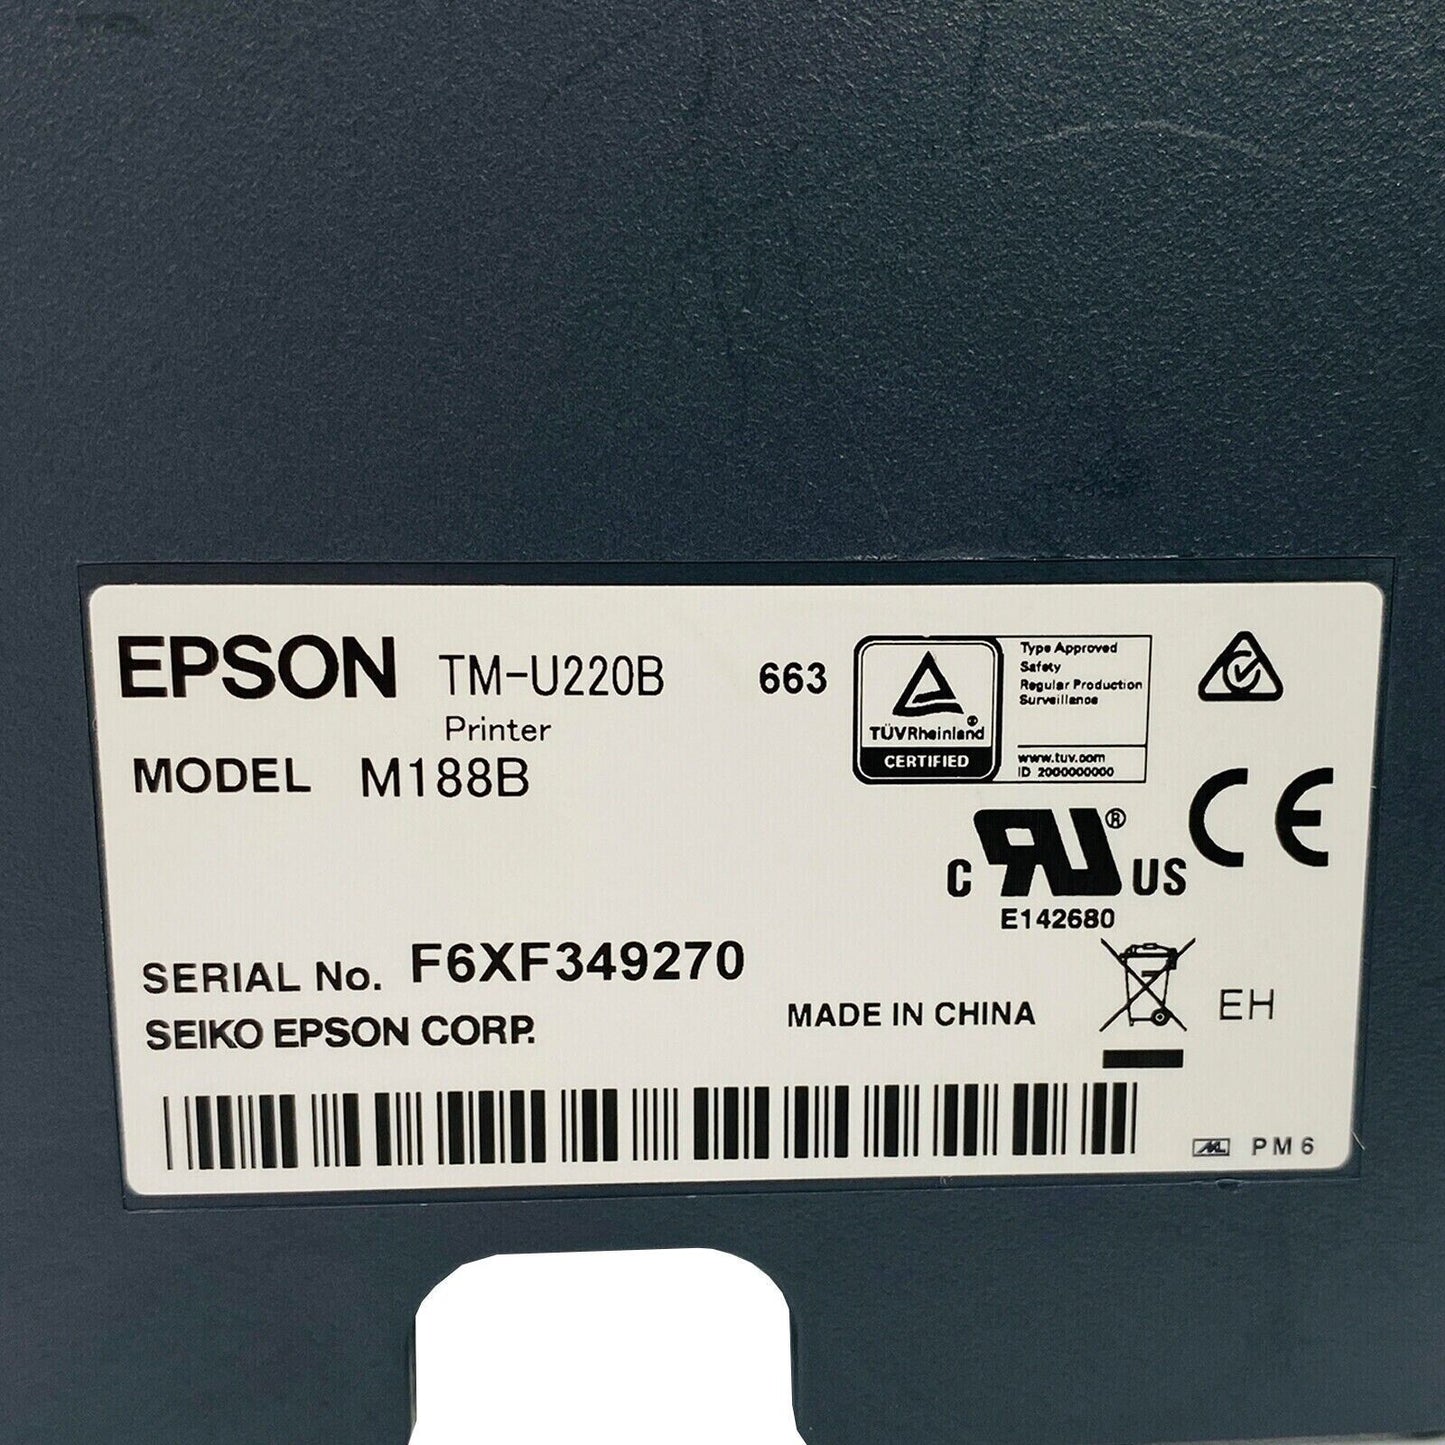 EPSON TM-U220B 663
Printer
MODEL M188B
TÜVRheinland ®
CERTIFIED
Type Approved
Safety
Regular Production
Surveillance
www.tuv.com
ID 2000000000
C RU ® US
E142680
CE
SERIAL No. F6XF349270
SEIKO EPSON CORP.
MADE IN CHINA
EH
PM6